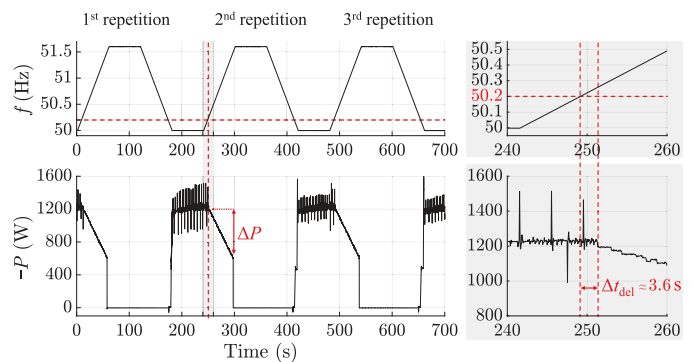 1st repetition 2nd repetition 3rd repetition
f (Hz)
51.5
51
50
0 100 200 300 400 500 600 700
50.5
50.4
50.3
50.2
50.1
50
240 250 260
–P (W)
1600
1200
800
400
0
ΔP
0 100 200 300 400 500 600 700
Time (s)
1600
1400
1200
1000
800
Δt_del ≈ 3.6 s
240 250 260